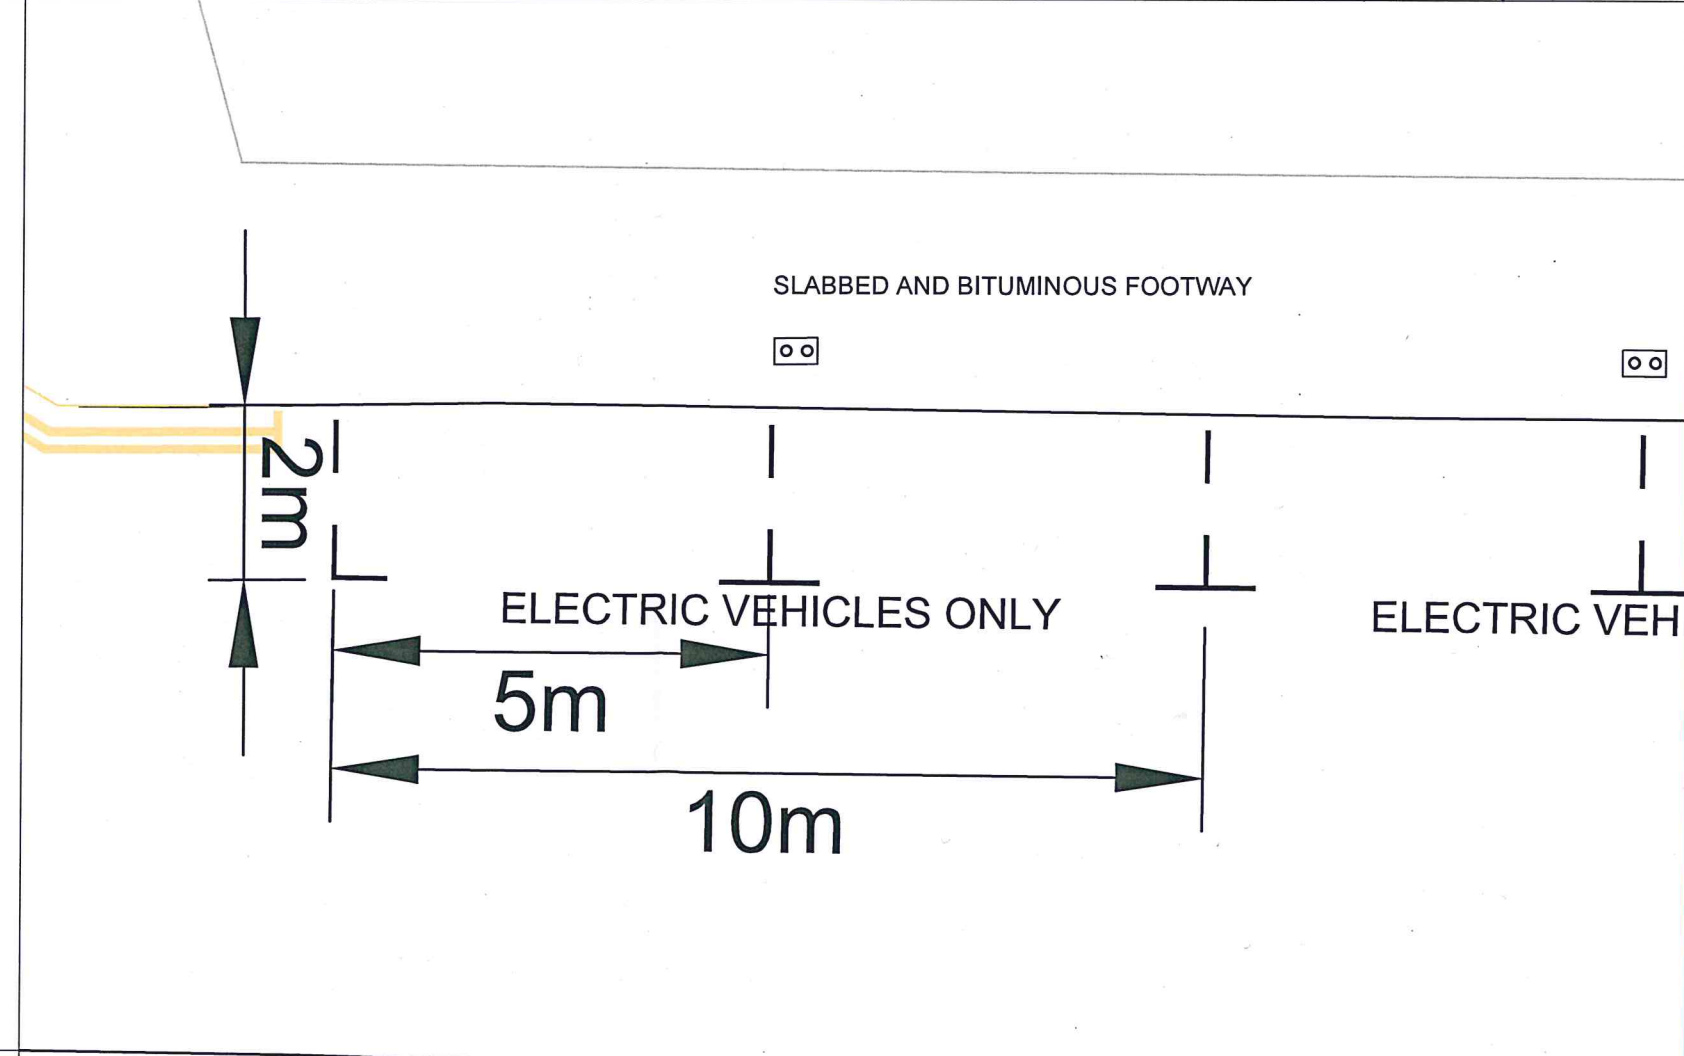 SLABBED AND BITUMINOUS FOOTWAY
2m
ELECTRIC VEHICLES ONLY
ELECTRIC VEH
5m
10m